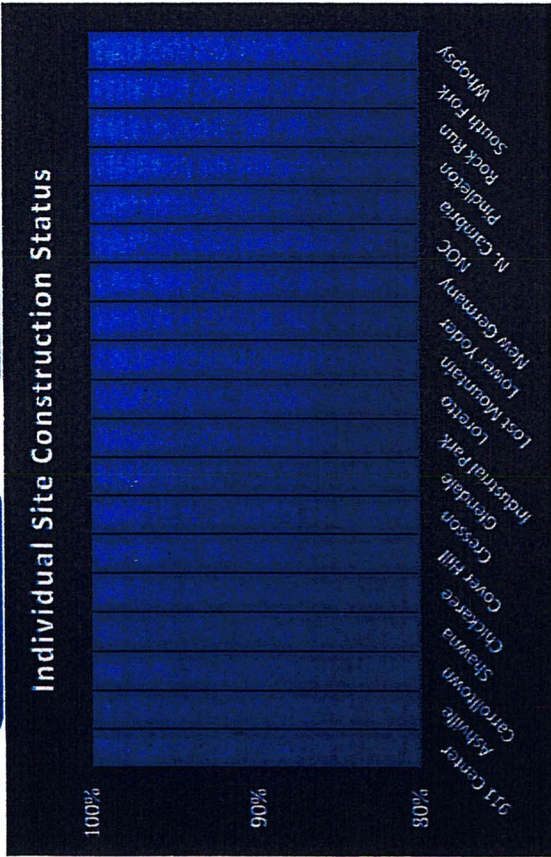 Individual Site Construction Status
100%
90%
80%
911 Center
Ashville
Carrolltown
Shawna
Chickaree
Cover Hill
Cresson
Glendale
Industrial Park
Loretto
Lost Mountain
Lower Yoder
New Germany
NOC
N. Cambria
Pindleton
Rock Run
South Fork
Whopsy